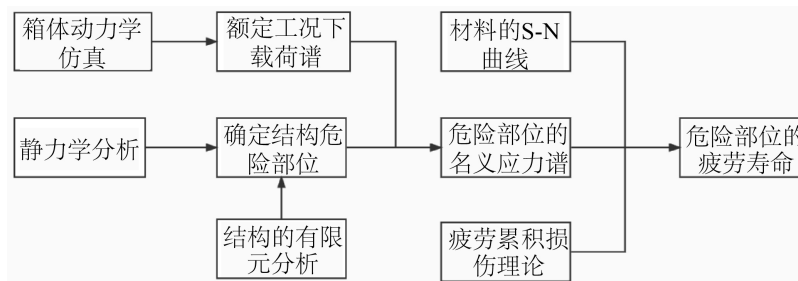 箱体动力学
仿真
额定工况下
载荷谱
材料的S-N
曲线
静力学分析
确定结构危
险部位
危险部位的
名义应力谱
危险部位的
疲劳寿命
结构的有限
元分析
疲劳累积损
伤理论